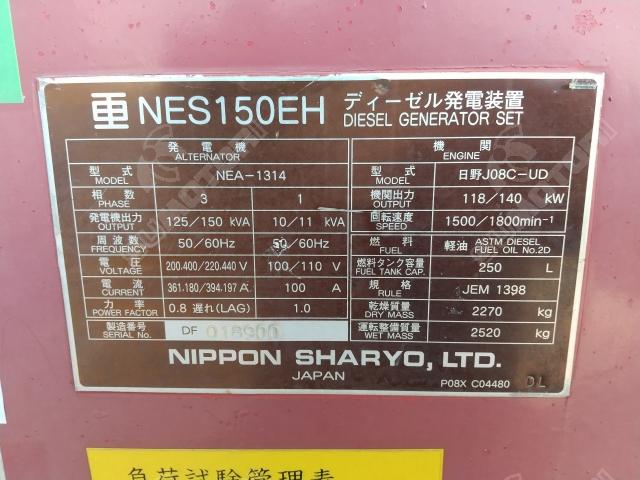 NES150EH ディーゼル発電装置
DIESEL GENERATOR SET
発電機
ALTERNATOR
型式 MODEL NEA-1314
相数 PHASE 3 1
発電機出力 OUTPUT 125/150 kVA 10/11 kVA
周波数 FREQUENCY 50/60Hz 50/60Hz
電圧 VOLTAGE 200.400/220.440 V 100/110 V
電流 CURRENT 361.180/394.197 A 100 A
力率 POWER FACTOR 0.8 遅れ(LAG) 1.0
製造番号 SERIAL No. DF
機関
ENGINE
型式 MODEL 日野J08C-UD
機関出力 OUTPUT 118/140 kW
回転速度 SPEED 1500/1800min⁻¹
燃料 FUEL 軽油 ASTM DIESEL FUEL OIL No.2D
燃料タンク容量 FUEL TANK CAP. 250 L
規格 RULE JEM 1398
乾燥質量 DRY MASS 2270 kg
運転整備質量 WET MASS 2520 kg
NIPPON SHARYO, LTD.
JAPAN
P08X C04480 DL
負荷試験管理表